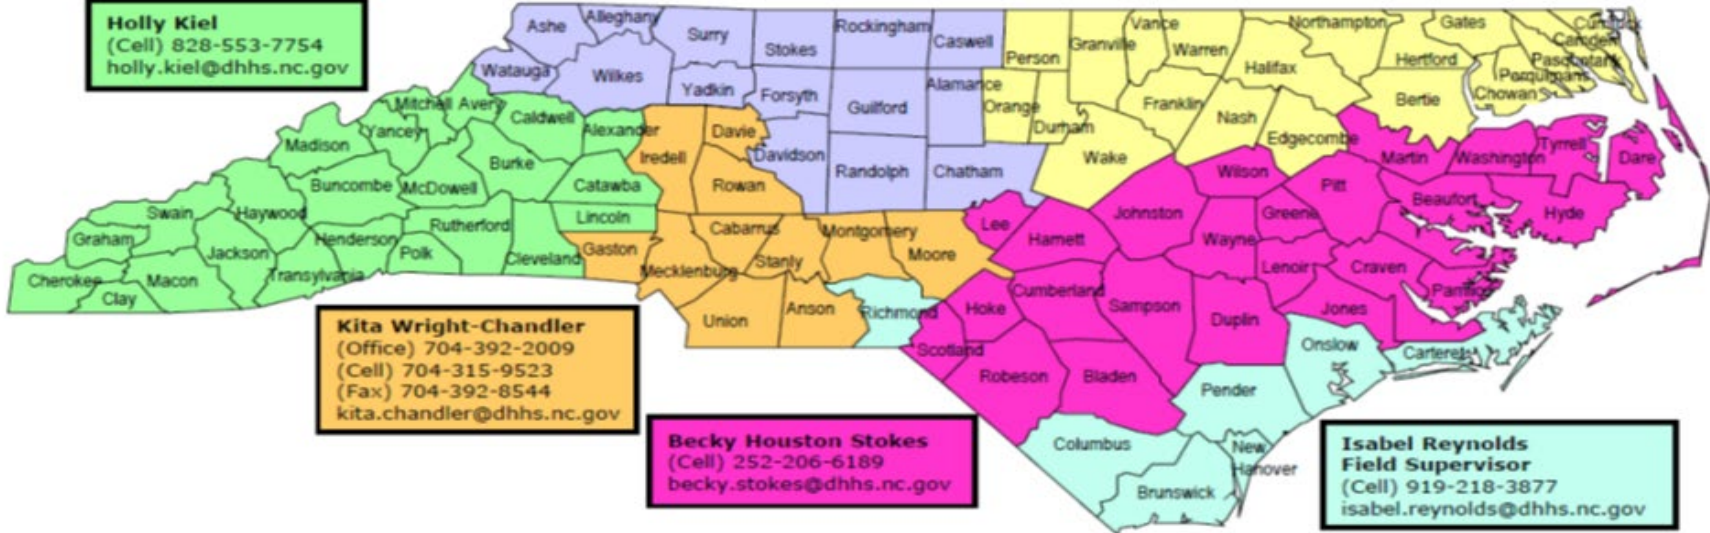 Holly Kiel
(Cell) 828-553-7754
holly.kiel@dhhs.nc.gov
Ashe
Alleghany
Surry
Stokes
Rockingham
Caswell
Person
Granville
Vance
Warren
Northampton
Gates
Currituck
Camden
Pasquotank
Perquimans
Chowan
Hertford
Bertie
Halifax
Watauga
Wilkes
Yadkin
Forsyth
Guilford
Alamance
Orange
Durham
Franklin
Nash
Edgecombe
Wake
Mitchell
Avery
Caldwell
Alexander
Davie
Iredell
Yancey
Madison
Burke
Davidson
Randolph
Chatham
Wilson
Martin
Washington
Tyrrell
Dare
Buncombe
McDowell
Catawba
Rowan
Pitt
Beaufort
Hyde
Swain
Haywood
Rutherford
Lincoln
Lee
Johnston
Greene
Graham
Jackson
Henderson
Polk
Cleveland
Gaston
Cabarrus
Montgomery
Moore
Harnett
Wayne
Lenoir
Craven
Pamlico
Cherokee
Clay
Macon
Transylvania
Mecklenburg
Stanly
Union
Anson
Richmond
Hoke
Cumberland
Sampson
Duplin
Jones
Scotland
Robeson
Bladen
Onslow
Carteret
Pender
Columbus
New
Hanover
Brunswick
Kita Wright-Chandler
(Office) 704-392-2009
(Cell) 704-315-9523
(Fax) 704-392-8544
kita.chandler@dhhs.nc.gov
Becky Houston Stokes
(Cell) 252-206-6189
becky.stokes@dhhs.nc.gov
Isabel Reynolds
Field Supervisor
(Cell) 919-218-3877
isabel.reynolds@dhhs.nc.gov